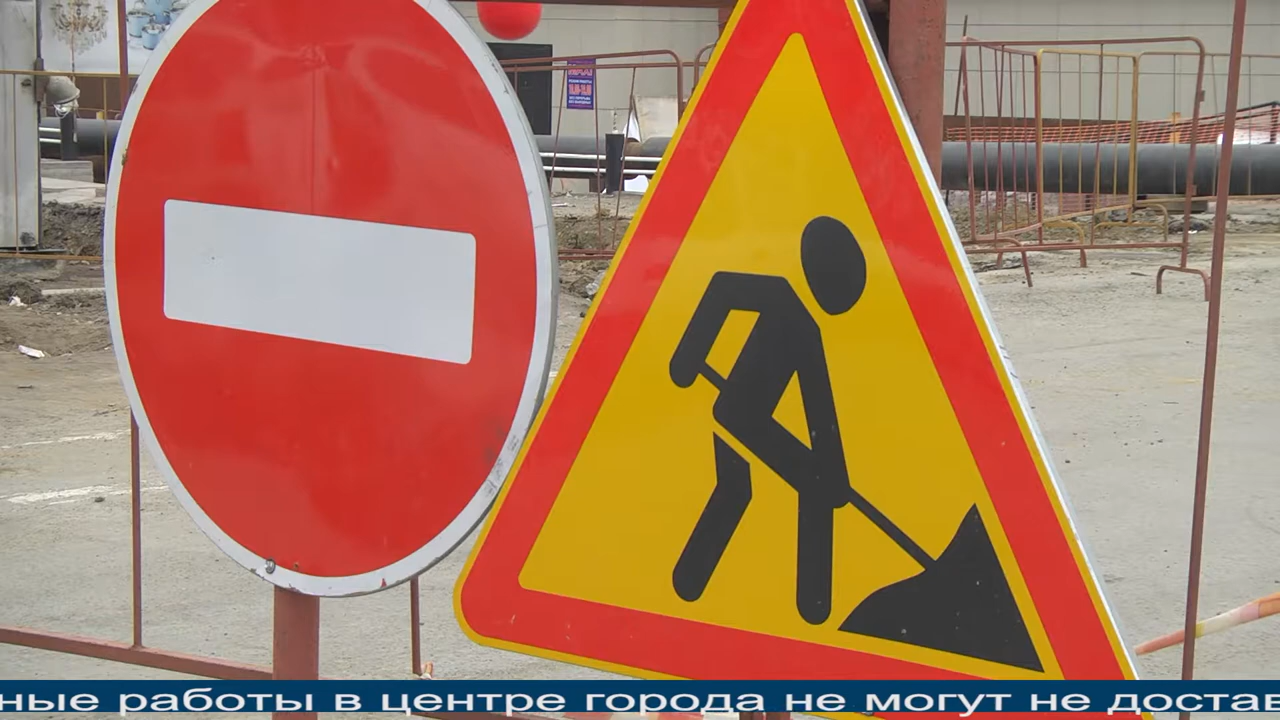 ные работы в центре города не могут не достав